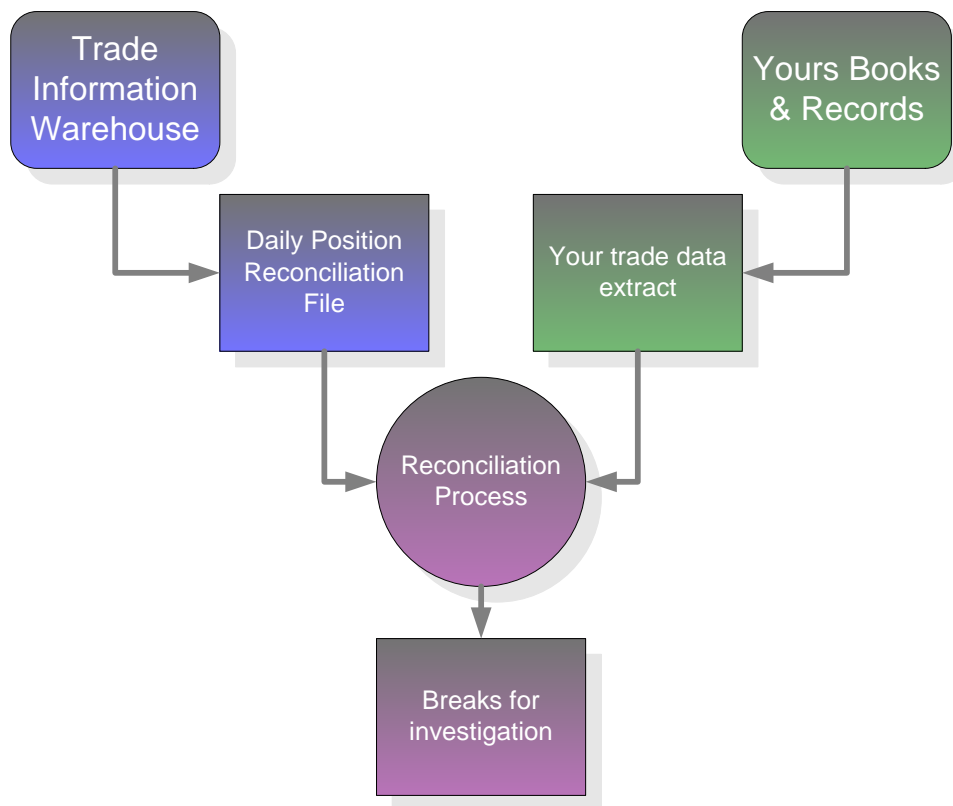 Trade
Information
Warehouse
Yours Books
& Records
Daily Position
Reconciliation
File
Your trade data
extract
Reconciliation
Process
Breaks for
investigation